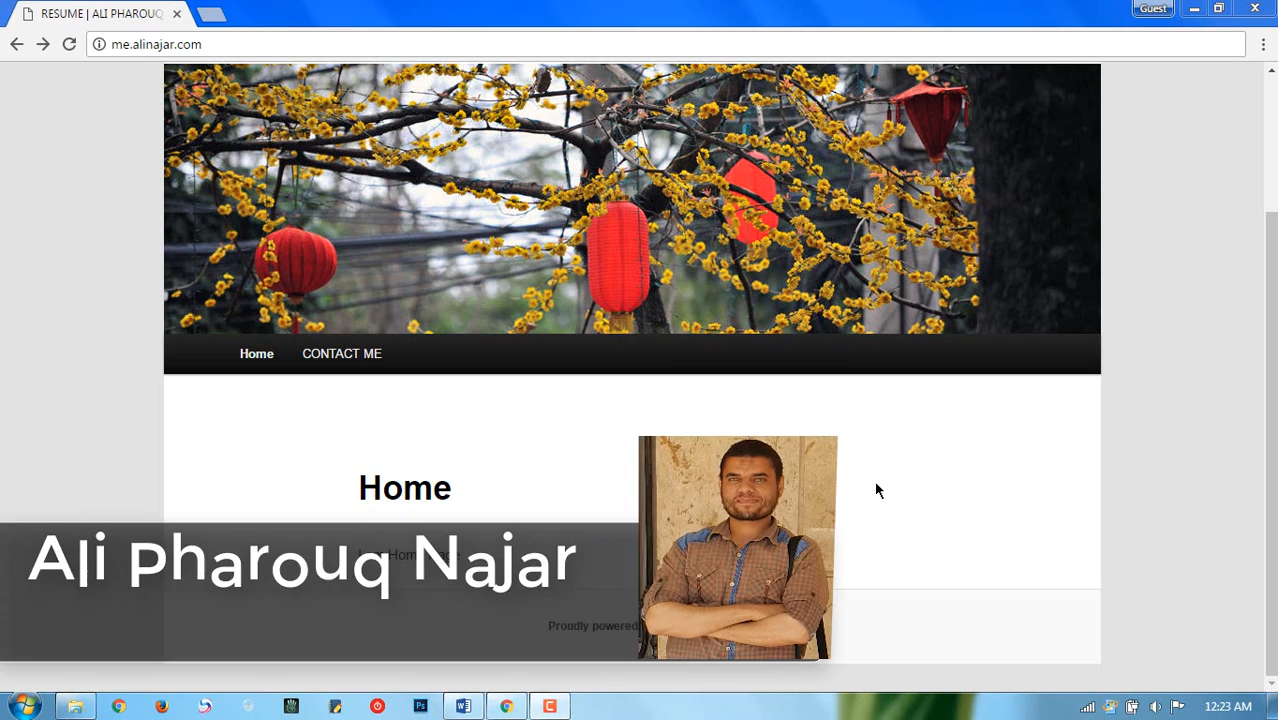 RESUME | ALI PHAROUQ
Guest
me.alinajar.com
Home
CONTACT ME
Home
Ali Pharouq Najar
Proudly powered
12:23 AM